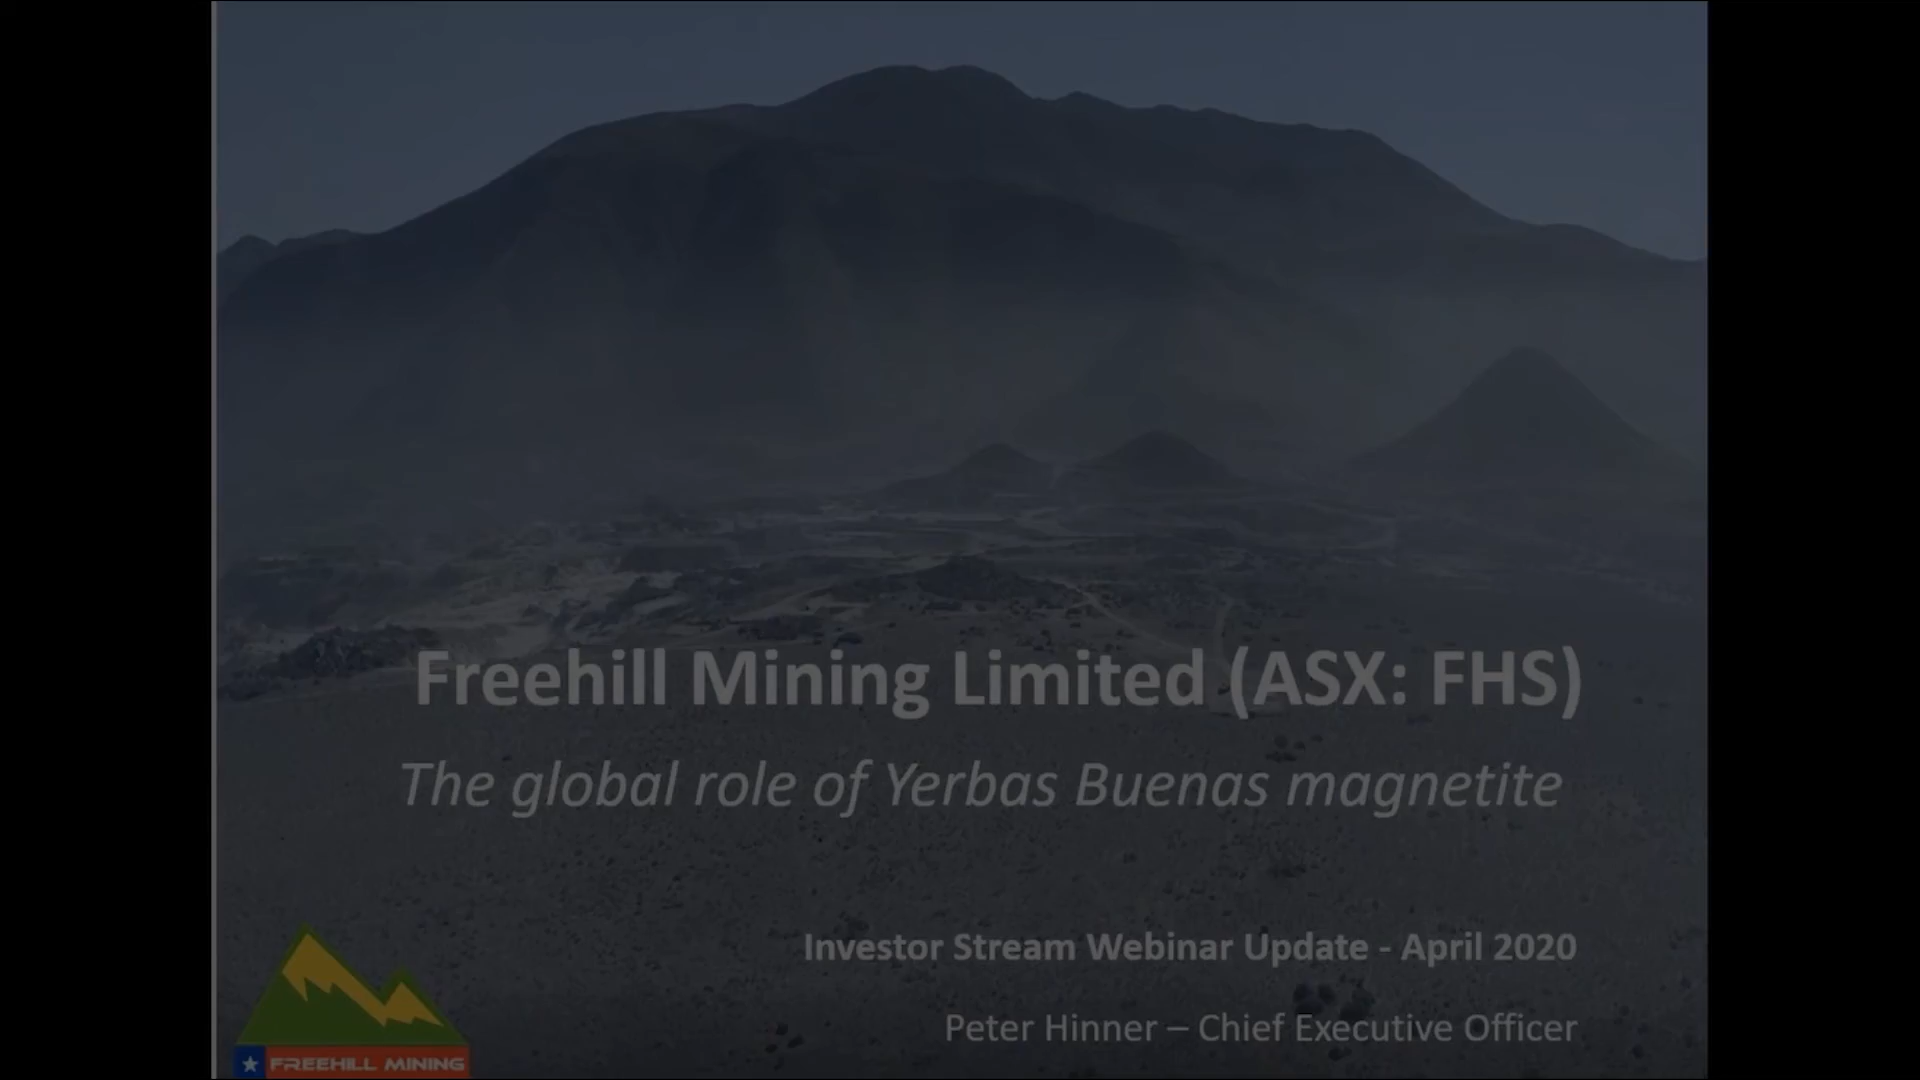 Freehill Mining Limited (ASX: FHS)
The global role of Yerbas Buenas magnetite
Investor Stream Webinar Update - April 2020
Peter Hinner – Chief Executive Officer
FREEHILL MINING